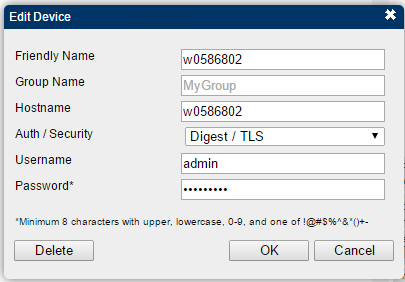 Edit Device
Friendly Name w0586802
Group Name MyGroup
Hostname w0586802
Auth / Security Digest / TLS
Username admin
Password* •••••••••
*Minimum 8 characters with upper, lowercase, 0-9, and one of !@#$%^&*()+-
Delete OK Cancel